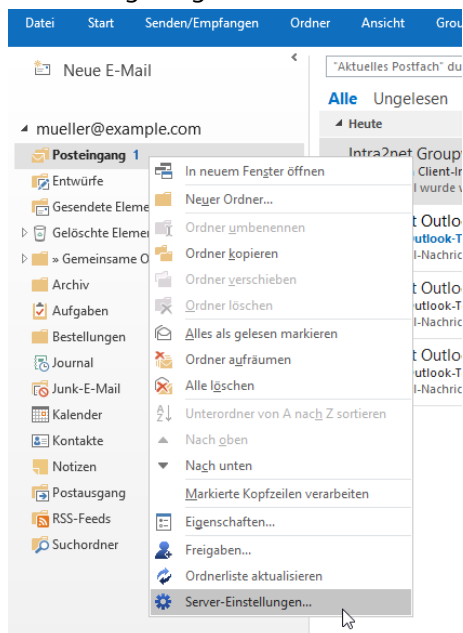 Datei Start Senden/Empfangen Ordner Ansicht Grou
Neue E-Mail
"Aktuelles Postfach" du
Alle Ungelesen
Heute
mueller@example.com
Posteingang 1
Entwürfe
Gesendete Eleme
Gelöschte Elemen
» Gemeinsame O
Archiv
Aufgaben
Bestellungen
Journal
Junk-E-Mail
Kalender
Kontakte
Notizen
Postausgang
RSS-Feeds
Suchordner
In neuem Fenster öffnen
Neuer Ordner...
Ordner umbenennen
Ordner kopieren
Ordner verschieben
Ordner löschen
Alles als gelesen markieren
Ordner aufräumen
Alle löschen
Unterordner von A nach Z sortieren
Nach oben
Nach unten
Markierte Kopfzeilen verarbeiten
Eigenschaften...
Freigaben...
Ordnerliste aktualisieren
Server-Einstellungen...
Intra2net Groupw
Client-In
l wurde v
t Outlo
utlook-T
l-Nachric
t Outlo
utlook-T
l-Nachric
t Outlo
utlook-T
l-Nachric